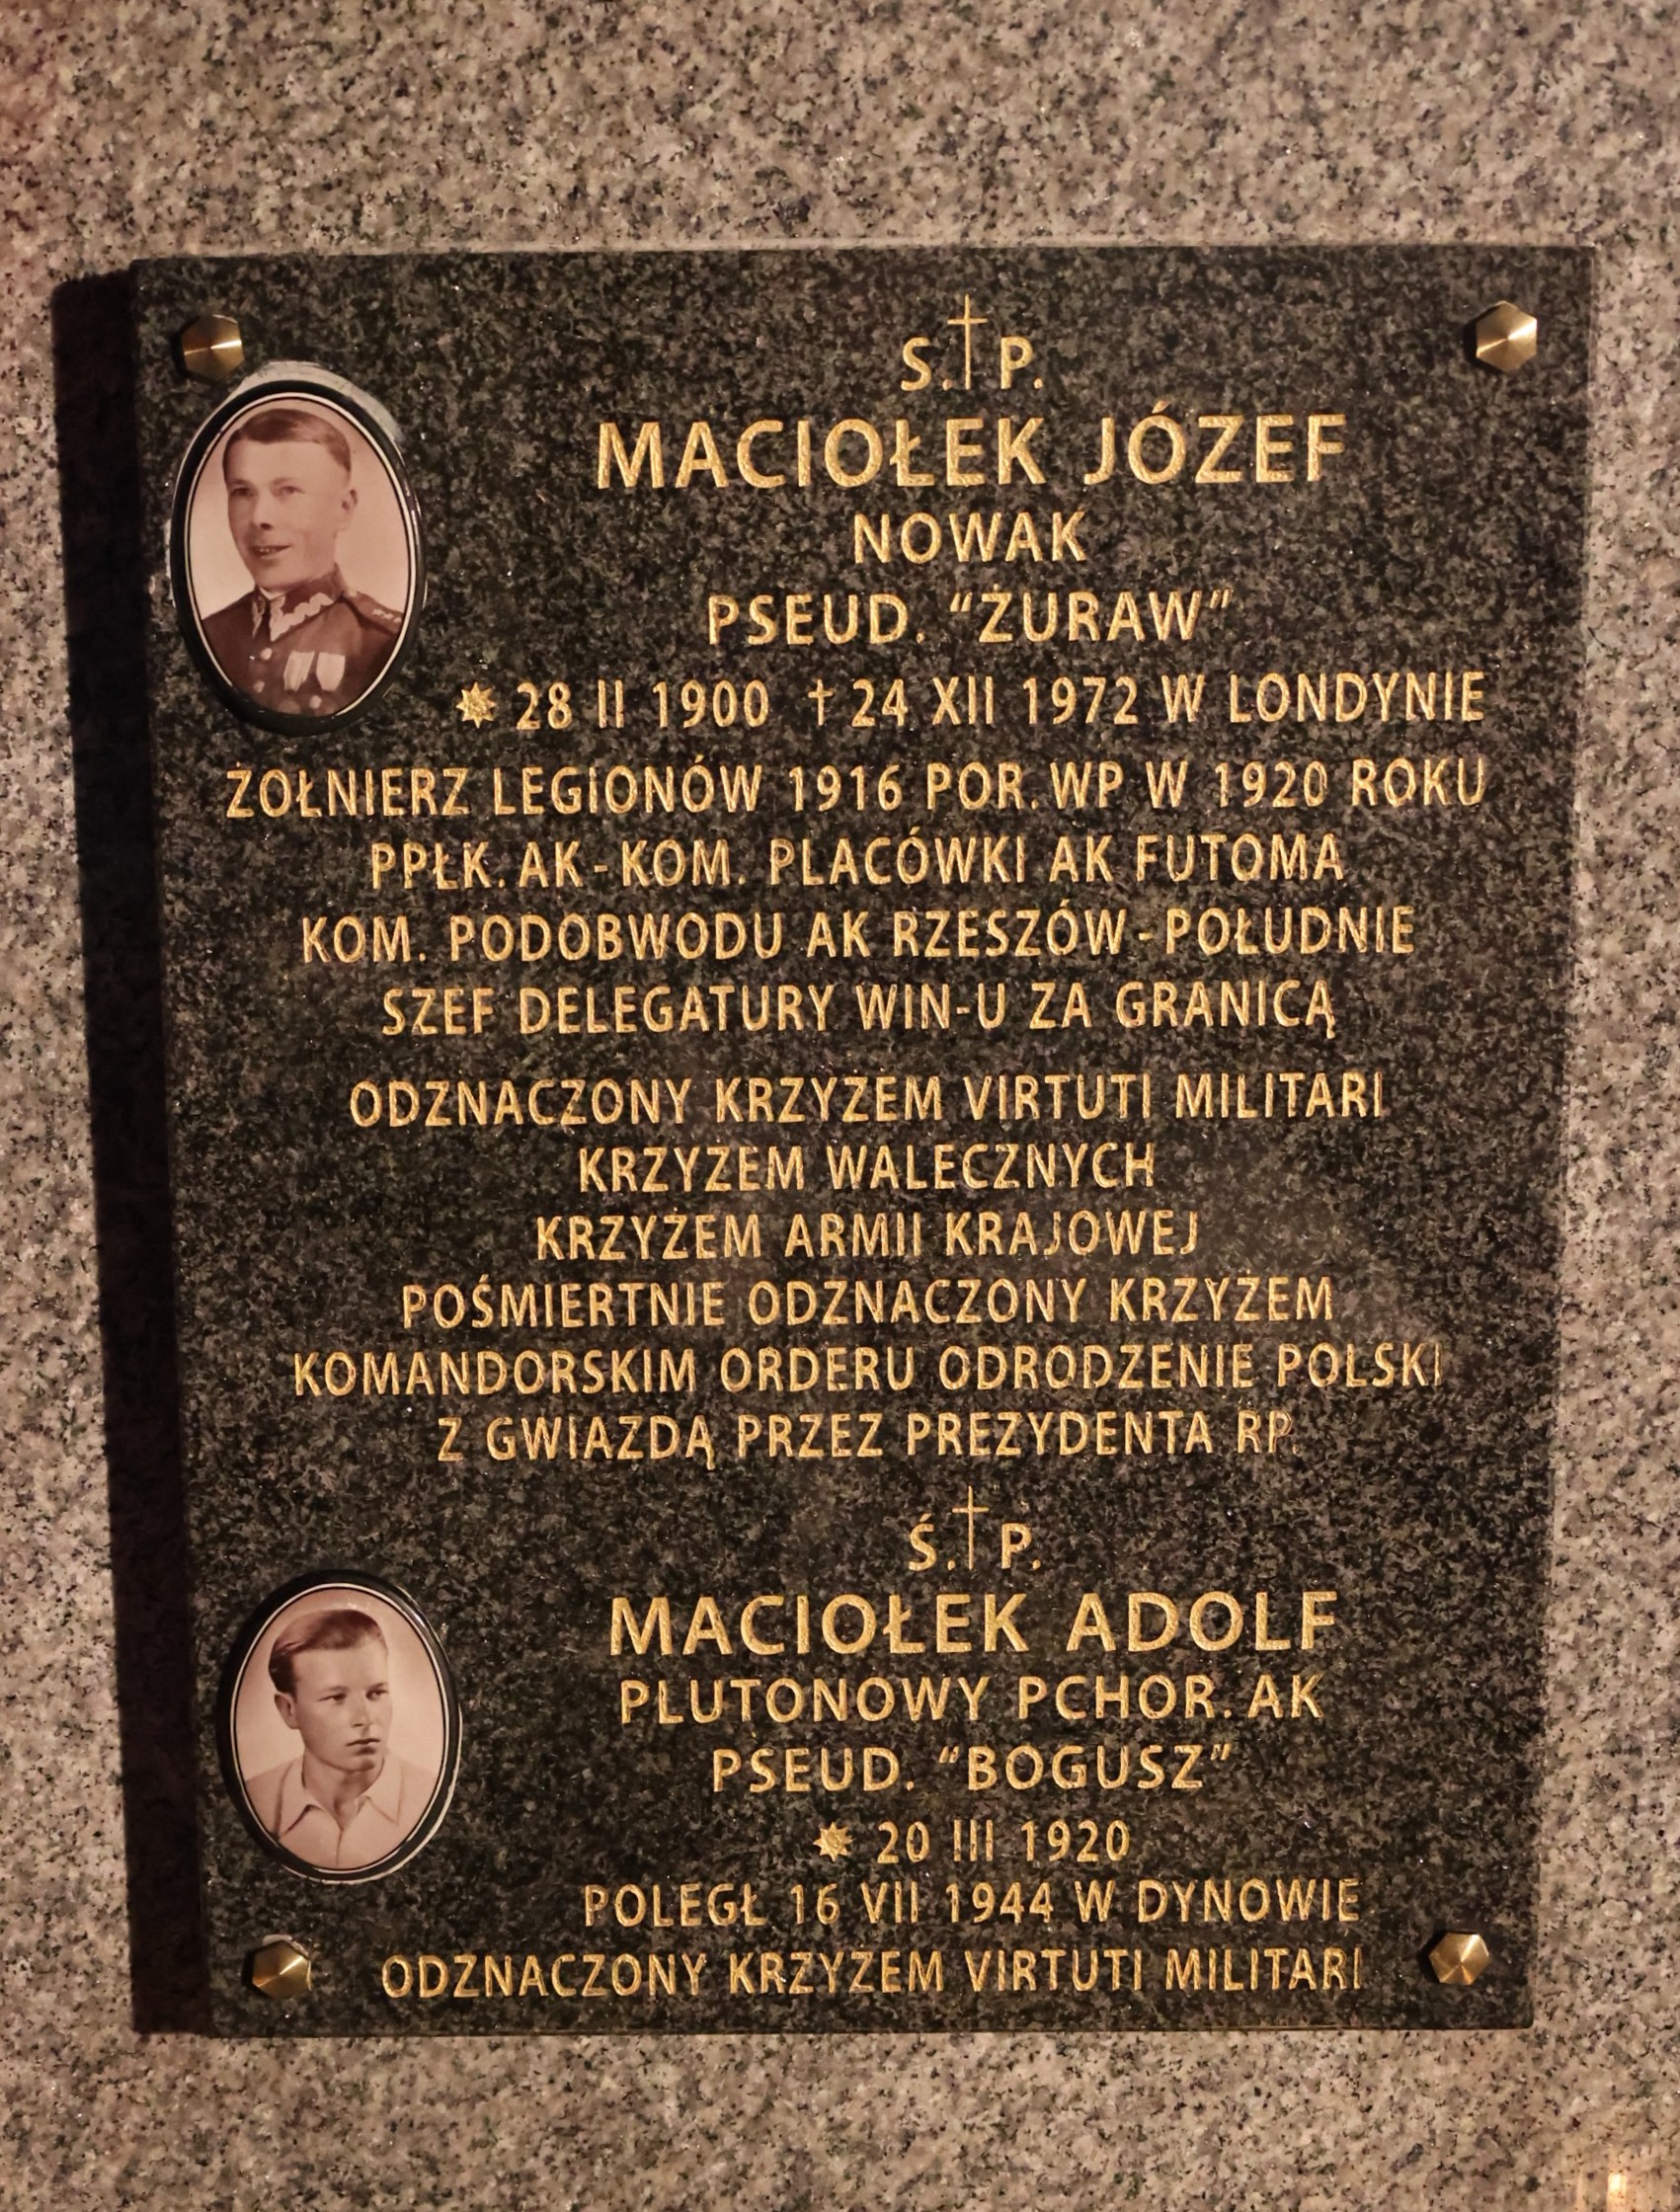 S.†P.
MACIOŁEK JÓZEF
NOWAK
PSEUD. “ŻURAW”
✷ 28 II 1900 † 24 XII 1972 W LONDYNIE
ŻOŁNIERZ LEGIONÓW 1916 POR. WP W 1920 ROKU
PPŁK. AK - KOM. PLACÓWKI AK FUTOMA
KOM. PODOBWODU AK RZESZÓW - POŁUDNIE
SZEF DELEGATURY WIN-U ZA GRANICĄ
ODZNACZONY KRZYŻEM VIRTUTI MILITARI
KRZYŻEM WALECZNYCH
KRZYŻEM ARMII KRAJOWEJ
POŚMIERTNIE ODZNACZONY KRZYŻEM
KOMANDORSKIM ORDERU ODRODZENIE POLSKI
Z GWIAZDĄ PRZEZ PREZYDENTA RP.
Ś.†P.
MACIOŁEK ADOLF
PLUTONOWY PCHOR. AK
PSEUD. “BOGUSZ”
✷ 20 III 1920
POLEGŁ 16 VII 1944 W DYNOWIE
ODZNACZONY KRZYŻEM VIRTUTI MILITARI